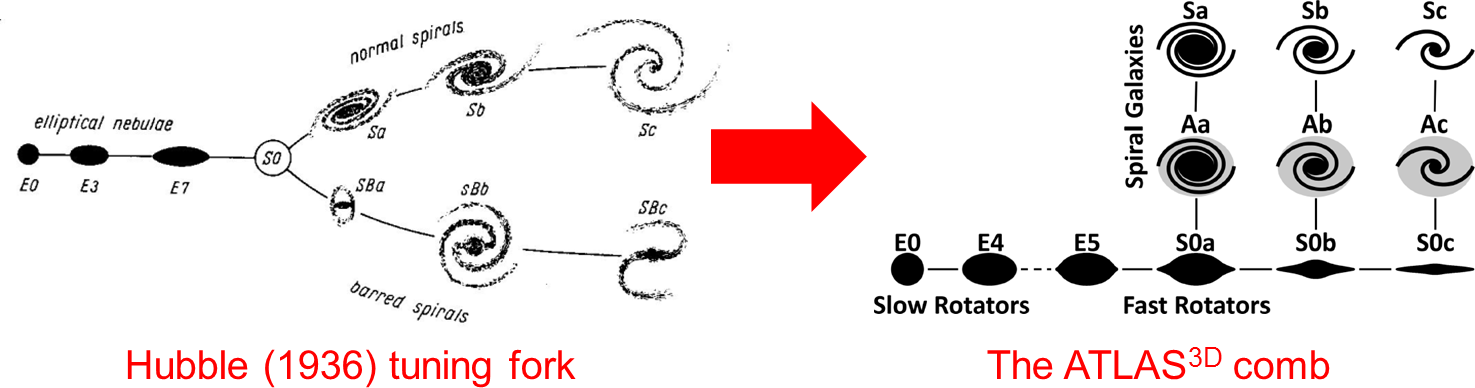 normal spirals
Sa
Sb
Sc
elliptical nebulae
E0
E3
E7
S0
SBa
sBb
SBc
barred spirals
Hubble (1936) tuning fork
Spiral Galaxies
Sa Sb Sc
Aa Ab Ac
E0 E4 E5 S0a S0b S0c
Slow Rotators Fast Rotators
The ATLAS3D comb